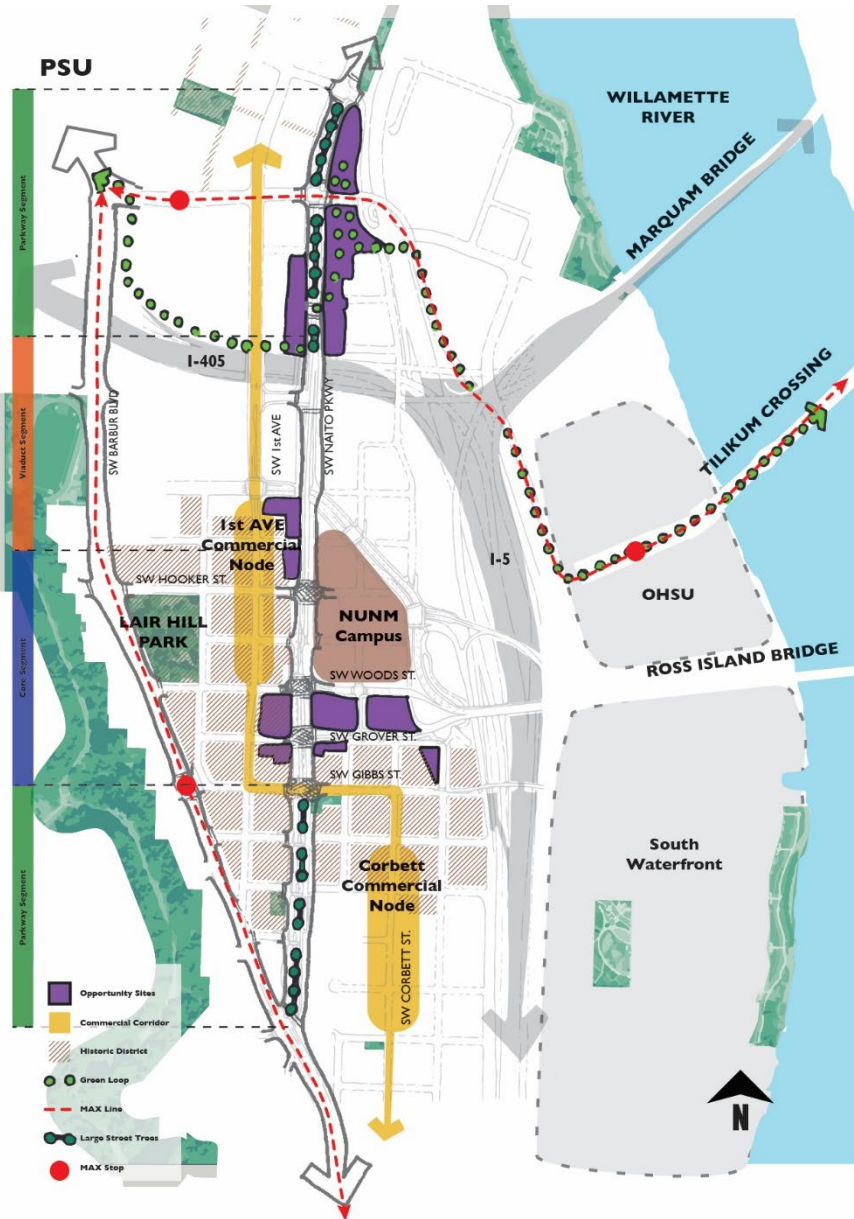 PSU
WILLAMETTE
RIVER
MARQUAM BRIDGE
Parkway Segment
I-405
SW BARBUR BLVD
SW 1st AVE
SW NAITO PKWY
Viaduct Segment
TILIKUM CROSSING
1st AVE
Commercial
Node
I-5
SW HOOKER ST.
OHSU
LAIR HILL
PARK
NUNM
Campus
ROSS ISLAND BRIDGE
SW WOODS ST.
Core Segment
SW GROVER ST.
SW GIBBS ST.
South
Waterfront
Corbett
Commercial
Node
Parkway Segment
SW CORBETT ST.
Opportunity Sites
Commercial Corridor
Historic District
Green Loop
MAX Line
Large Street Trees
MAX Stop
N